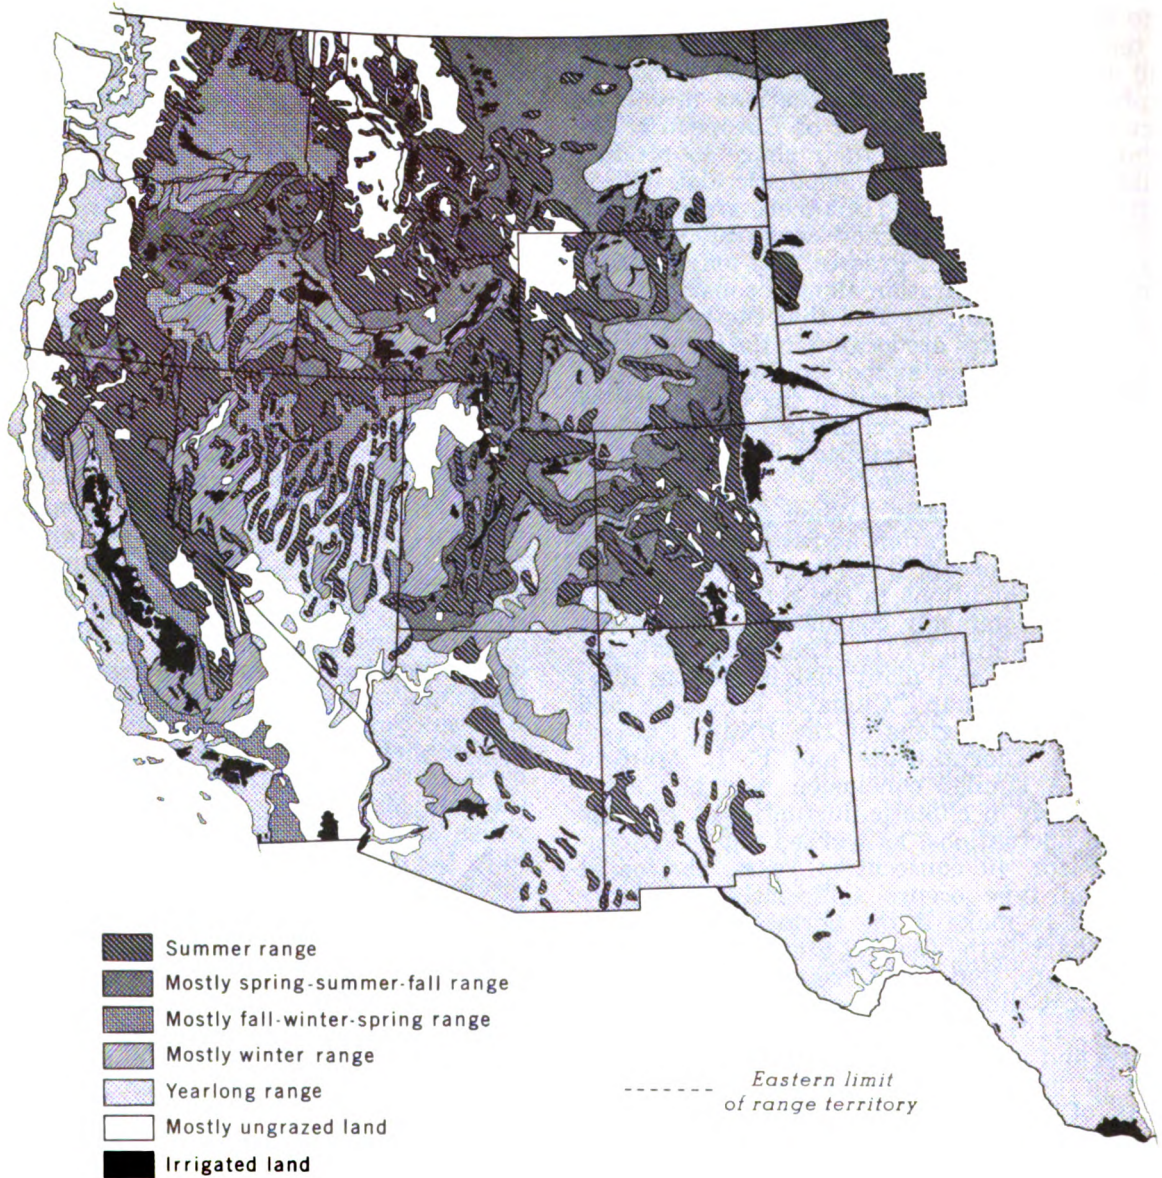 Summer range
Mostly spring-summer-fall range
Mostly fall-winter-spring range
Mostly winter range
Yearlong range
Mostly ungrazed land
Irrigated land
Eastern limit
of range territory